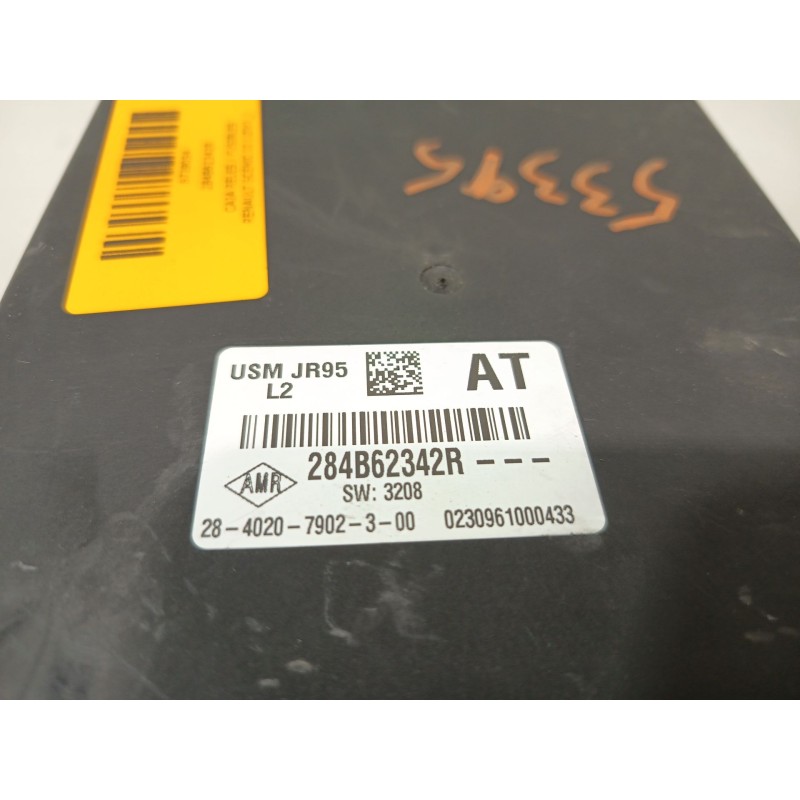 53395
USM JR95
L2
AT
284B62342R - - -
AMR
SW: 3208
28-4020-7902-3-00
0230961000433